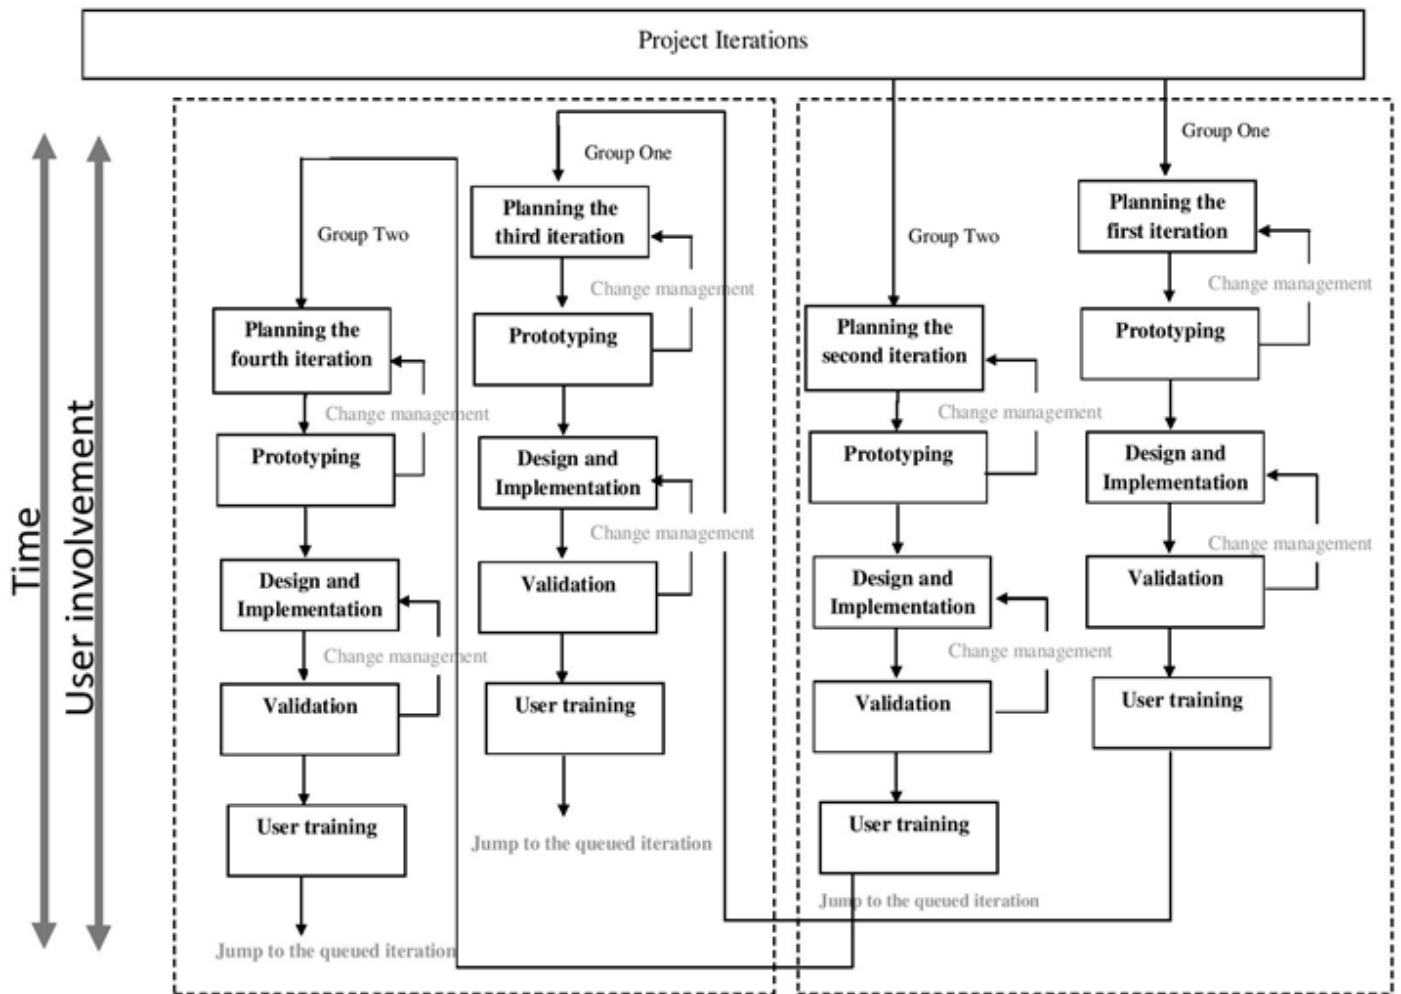 Project Iterations
Time
User involvement
Group Two
Planning the
fourth iteration
Change management
Prototyping
Design and
Implementation
Change management
Validation
User training
Jump to the queued iteration
Group One
Planning the
third iteration
Change management
Prototyping
Design and
Implementation
Change management
Validation
User training
Jump to the queued iteration
Group Two
Planning the
second iteration
Change management
Prototyping
Design and
Implementation
Change management
Validation
User training
Jump to the queued iteration
Group One
Planning the
first iteration
Change management
Prototyping
Design and
Implementation
Change management
Validation
User training